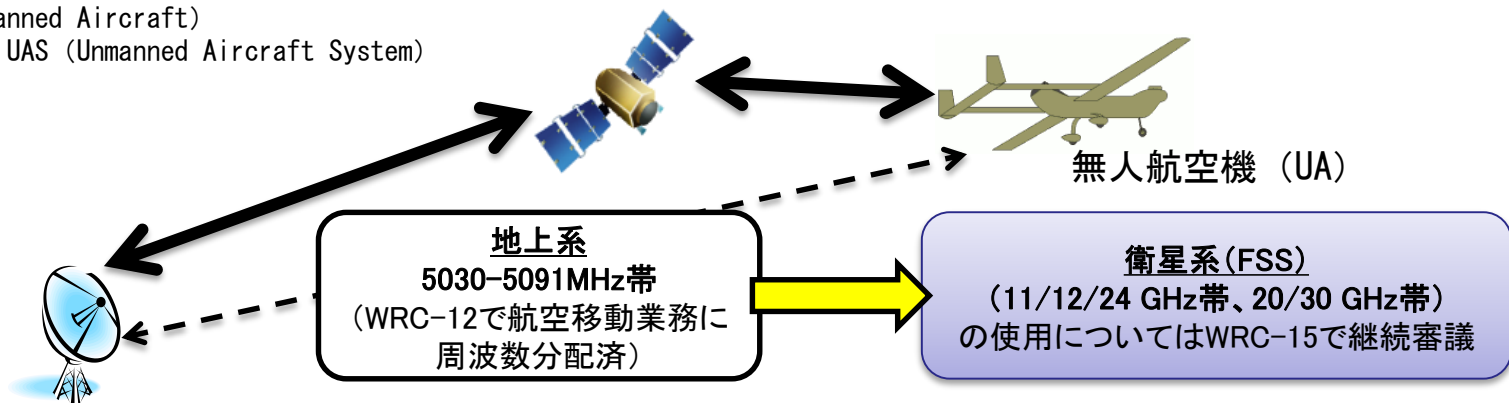 anned Aircraft)
UAS (Unmanned Aircraft System)
無人航空機 (UA)
地上系
5030-5091MHz帯
(WRC-12で航空移動業務に
周波数分配済)
衛星系(FSS)
(11/12/24 GHz帯、20/30 GHz帯)
の使用についてはWRC-15で継続審議